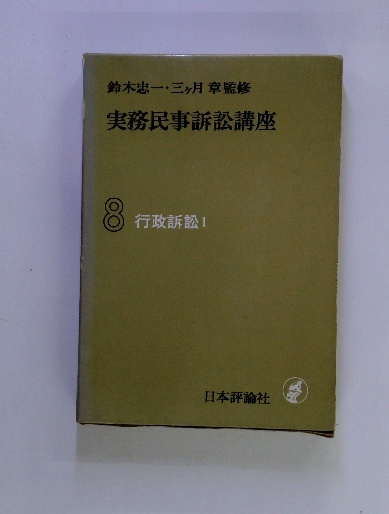 鈴木忠一・三ケ月章監修
実務民事訴訟講座
8 行政訴訟 I
日本評論社